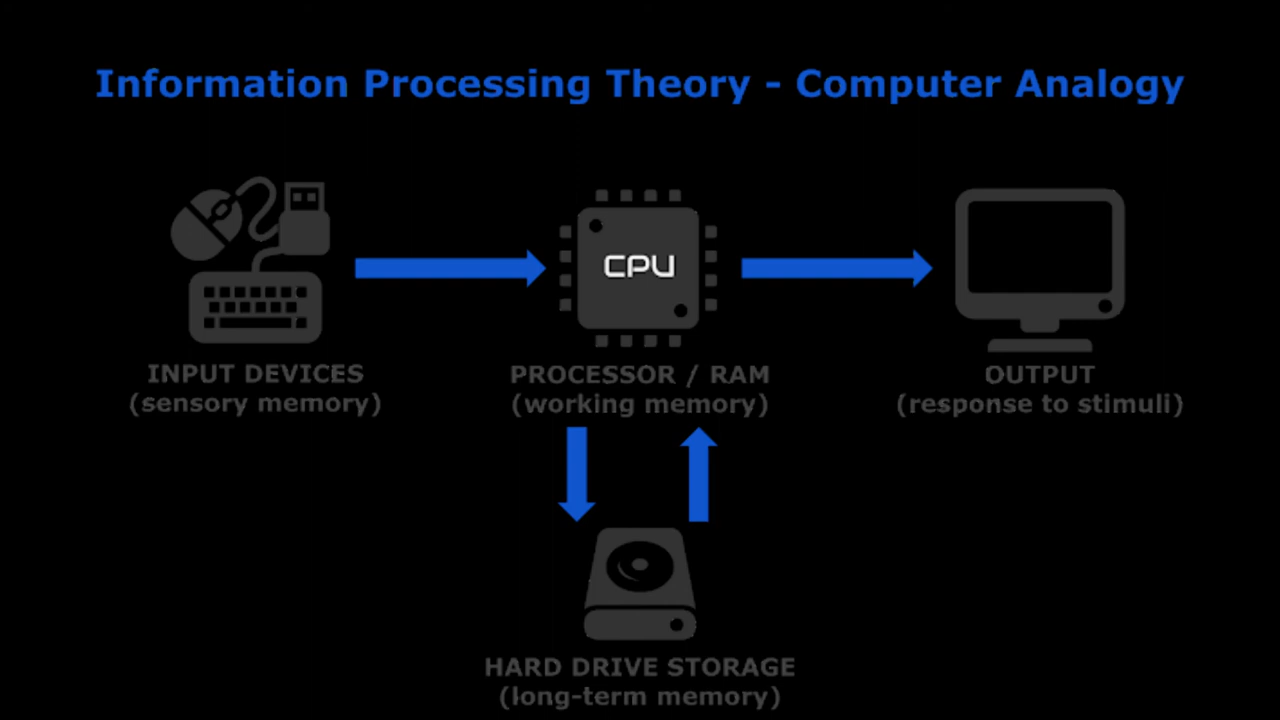 Information Processing Theory - Computer Analogy
CPU
INPUT DEVICES
(sensory memory)
PROCESSOR / RAM
(working memory)
OUTPUT
(response to stimuli)
HARD DRIVE STORAGE
(long-term memory)